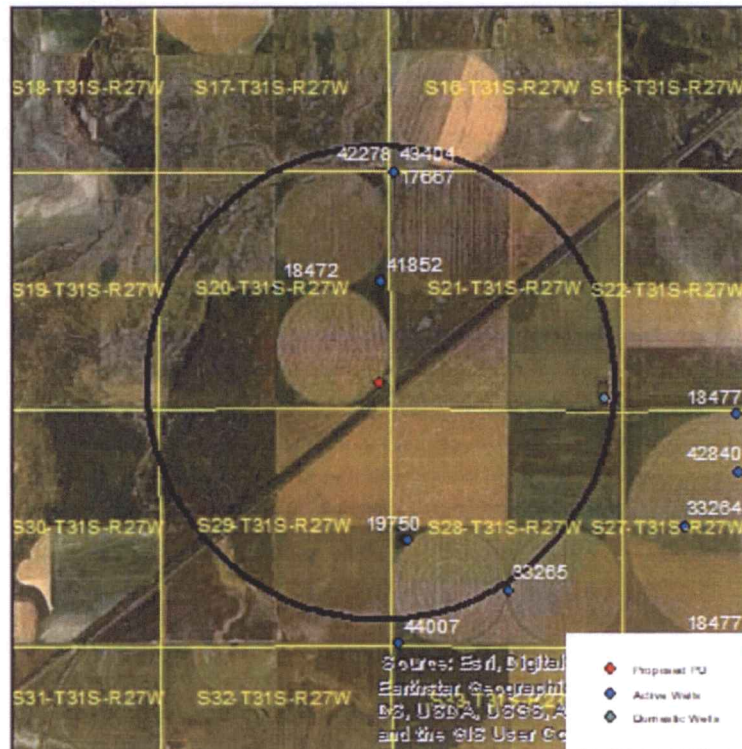 S18-T31S-R27W S17-T31S-R27W S16-T31S-R27W S15-T31S-R27W
42278 43404
17667
18472 41852
S19-T31S-R27W S20-T31S-R27W S21-T31S-R27W S22-T31S-R27W
18477
42840
33264
S30-T31S-R27W S29-T31S-R27W 19750 S28-T31S-R27W S27-T31S-R27W
33265
44007 18477
Source: Esri, Digital
Earthstar Geographi
DS, USDA, USGS, A
and the GIS User Co
S31-T31S-R27W S32-T31S-R27W
Proposed PD
Active Wells
Domestic Wells